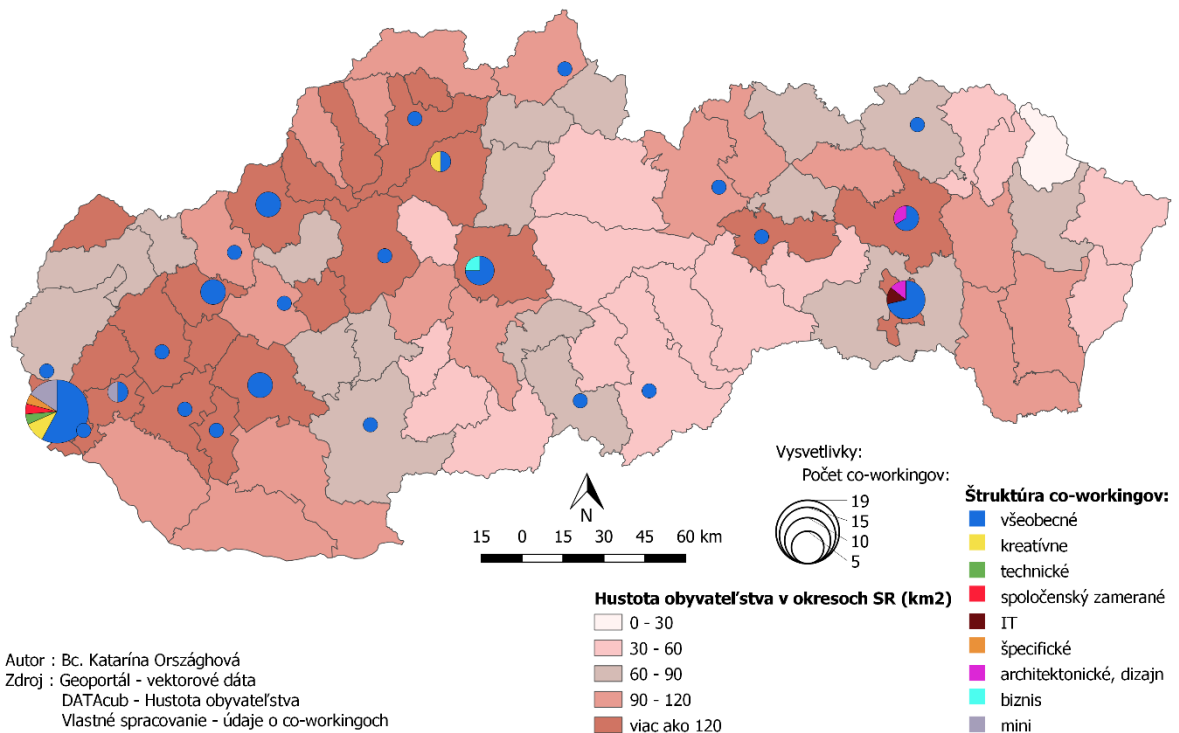 Vysvetlivky:
Počet co-workingov:
19
15
10
5
N
15 0 15 30 45 60 km
Hustota obyvateľstva v okresoch SR (km2)
0 - 30
30 - 60
60 - 90
90 - 120
viac ako 120
Štruktúra co-workingov:
všeobecné
kreatívne
technické
spoločenský zamerané
IT
špecifické
architektonické, dizajn
biznis
mini
Autor : Bc. Katarína Országhová
Zdroj : Geoportál - vektorové dáta
DATAcub - Hustota obyvateľstva
Vlastné spracovanie - údaje o co-workingoch